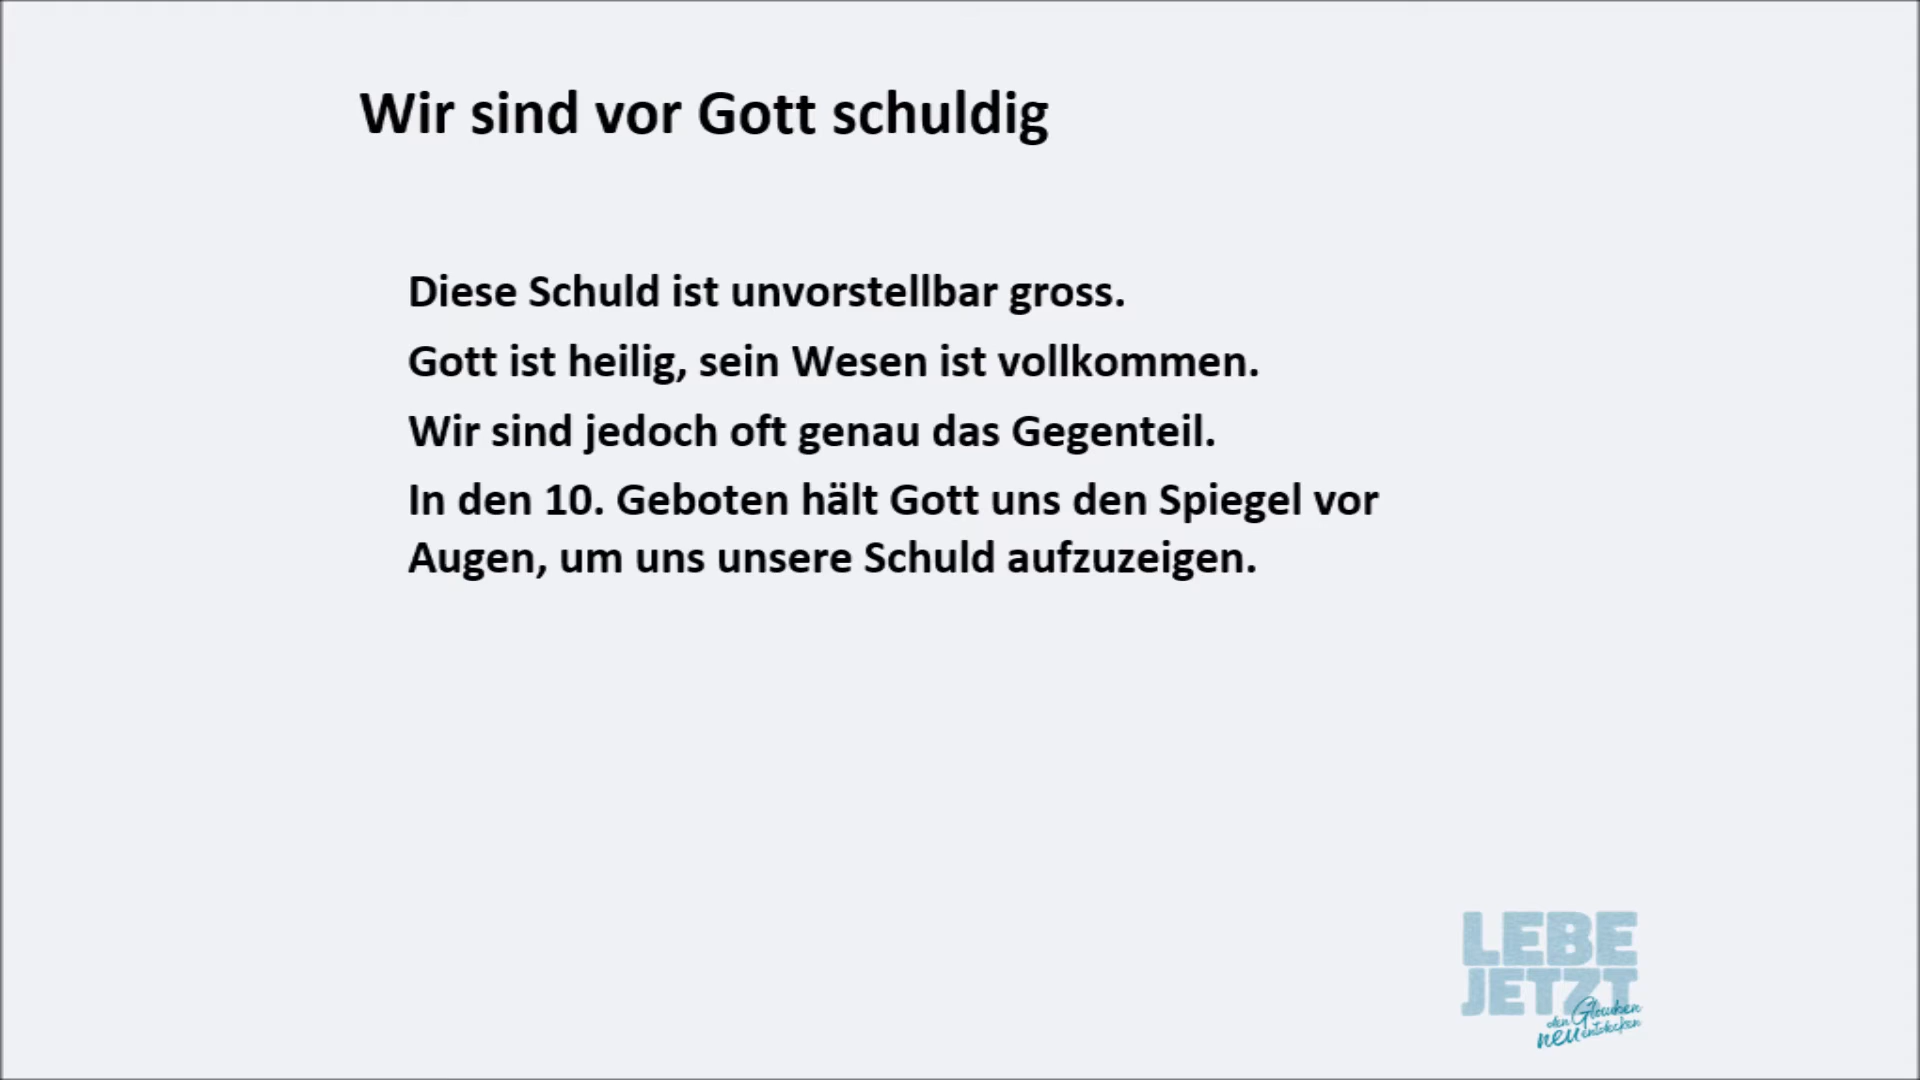 Wir sind vor Gott schuldig
Diese Schuld ist unvorstellbar gross.
Gott ist heilig, sein Wesen ist vollkommen.
Wir sind jedoch oft genau das Gegenteil.
In den 10. Geboten hält Gott uns den Spiegel vor
Augen, um uns unsere Schuld aufzuzeigen.
LEBE
JETZT
den Glauben
neu entdecken